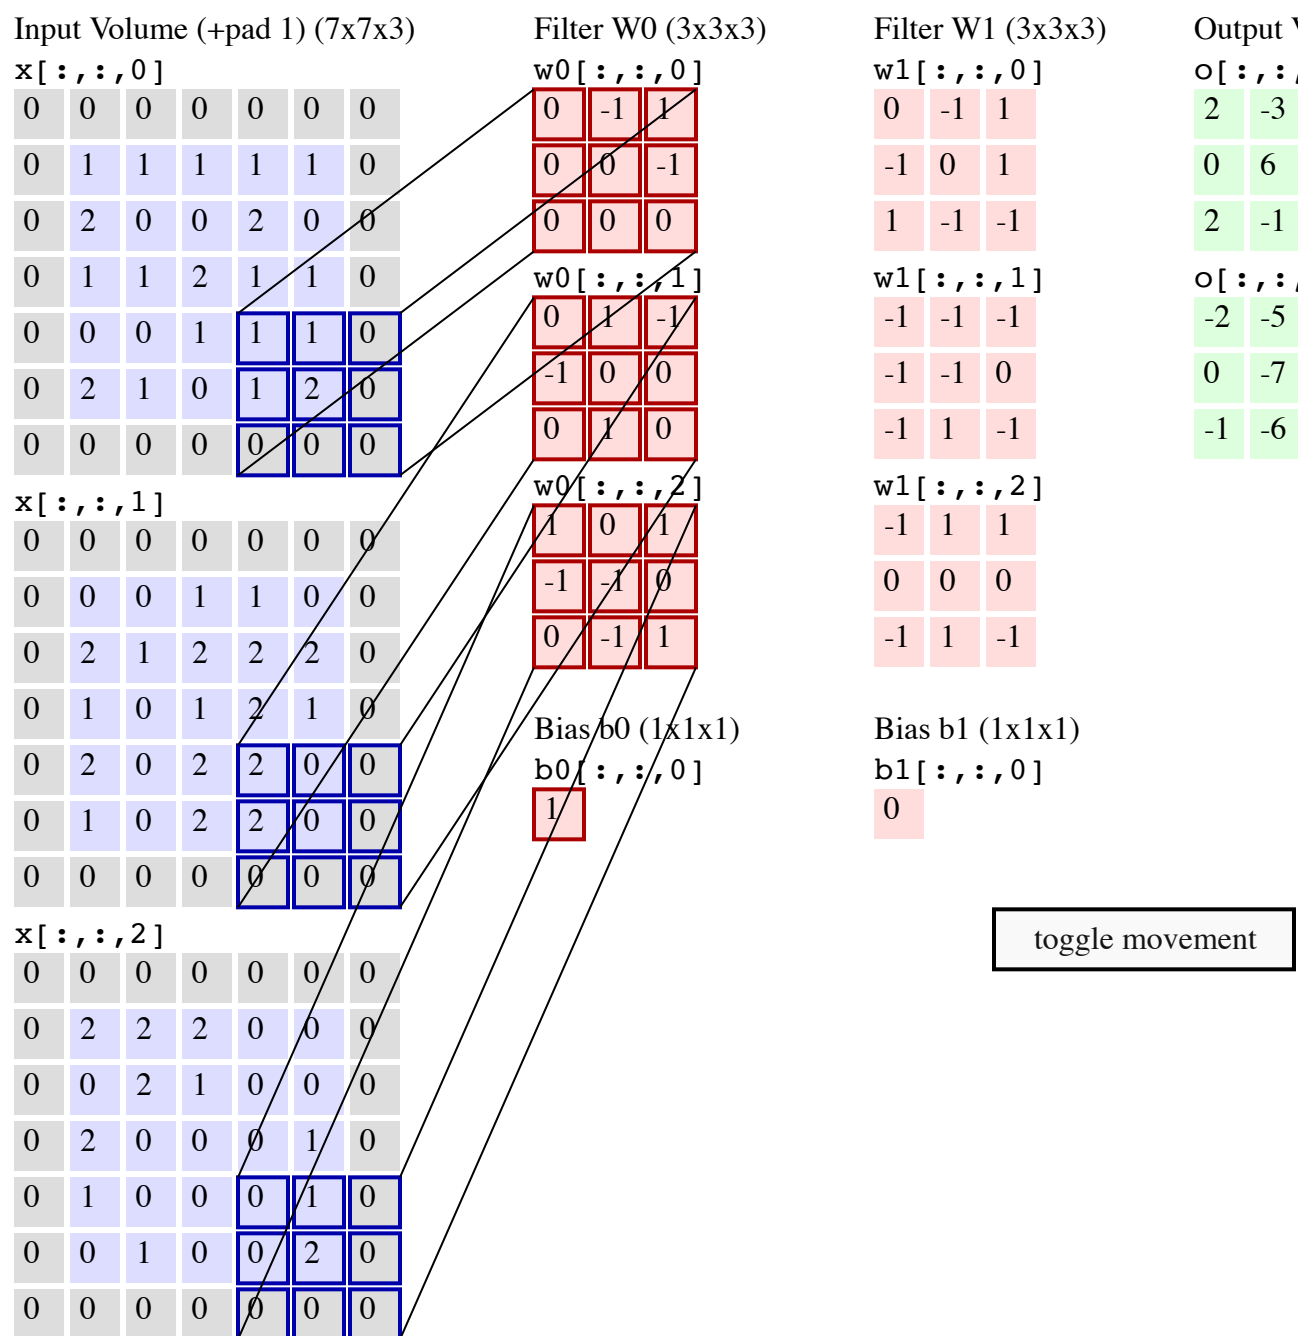 Input Volume (+pad 1) (7x7x3)
x[:,:,0]
0 0 0 0 0 0 0
0 1 1 1 1 1 0
0 2 0 0 2 0 0
0 1 1 2 1 1 0
0 0 0 1 1 1 0
0 2 1 0 1 2 0
0 0 0 0 0 0 0
x[:,:,1]
0 0 0 0 0 0 0
0 0 0 1 1 0 0
0 2 1 2 2 2 0
0 1 0 1 2 1 0
0 2 0 2 2 0 0
0 1 0 2 2 0 0
0 0 0 0 0 0 0
x[:,:,2]
0 0 0 0 0 0 0
0 2 2 2 0 0 0
0 0 2 1 0 0 0
0 2 0 0 0 1 0
0 1 0 0 0 1 0
0 0 1 0 0 2 0
0 0 0 0 0 0 0
Filter W0 (3x3x3)
w0[:,:,0]
0 -1 1
0 0 -1
0 0 0
w0[:,:,1]
0 1 -1
-1 0 0
0 1 0
w0[:,:,2]
1 0 1
-1 -1 0
0 -1 1
Bias b0 (1x1x1)
b0[:,:,0]
1
Filter W1 (3x3x3)
w1[:,:,0]
0 -1 1
-1 0 1
1 -1 -1
w1[:,:,1]
-1 -1 -1
-1 -1 0
-1 1 -1
w1[:,:,2]
-1 1 1
0 0 0
-1 1 -1
Bias b1 (1x1x1)
b1[:,:,0]
0
Output
o[:,:,
2 -3
0 6
2 -1
o[:,:,
-2 -5
0 -7
-1 -6
toggle movement